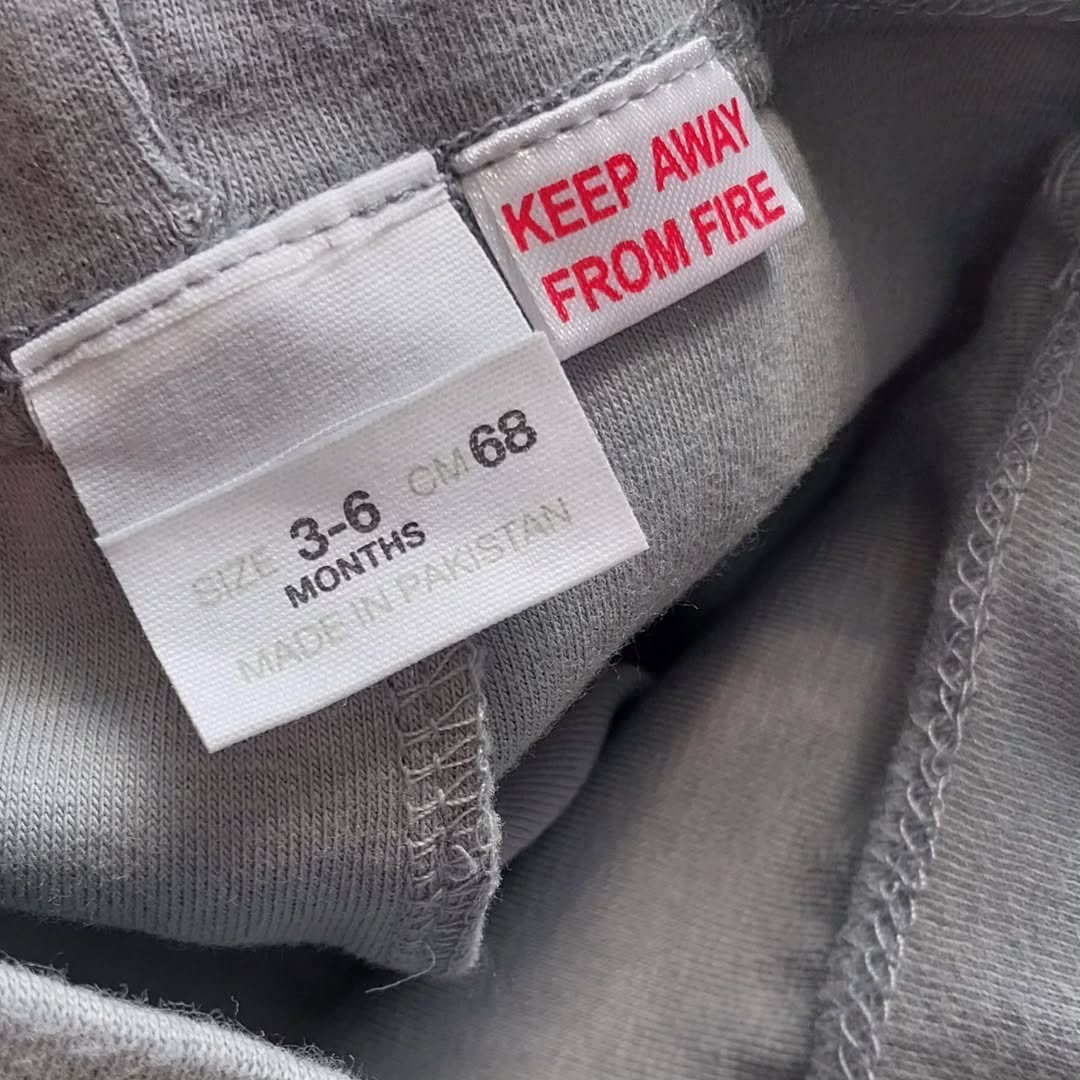 KEEP AWAY
FROM FIRE
SIZE 3-6 MONTHS CM 68
MADE IN PAKISTAN